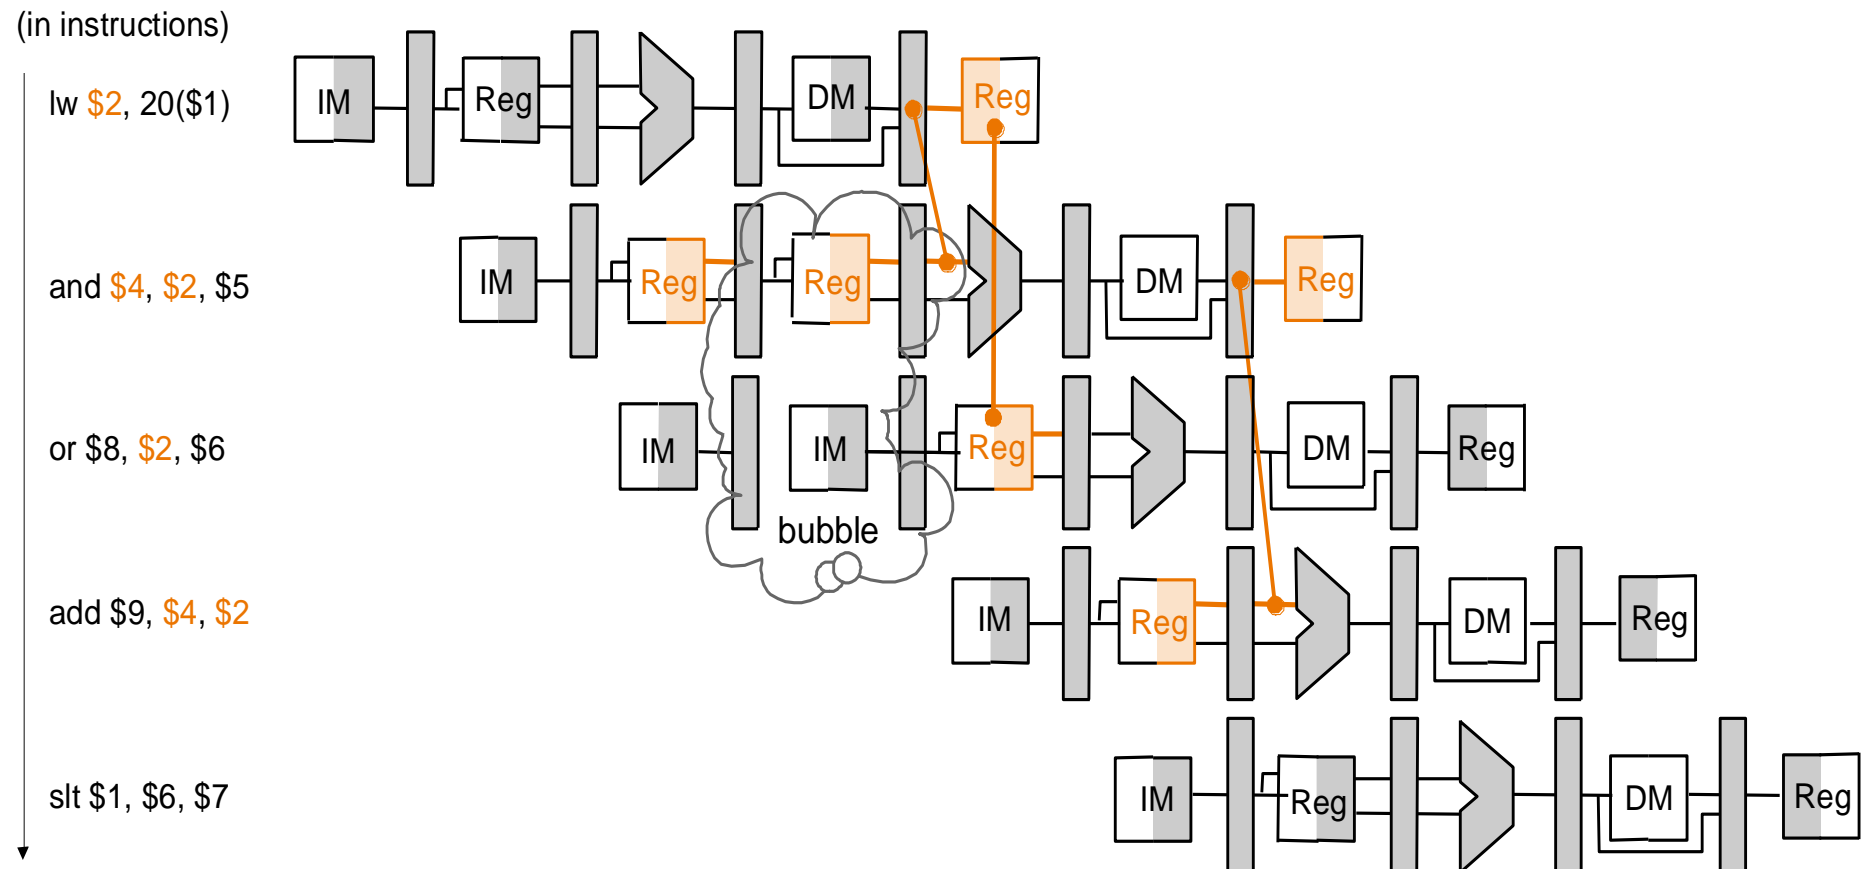 (in instructions)
lw $2, 20($1)
IM Reg DM Reg
and $4, $2, $5
IM Reg Reg DM Reg
or $8, $2, $6
IM IM Reg DM Reg
bubble
add $9, $4, $2
IM Reg DM Reg
slt $1, $6, $7
IM Reg DM Reg